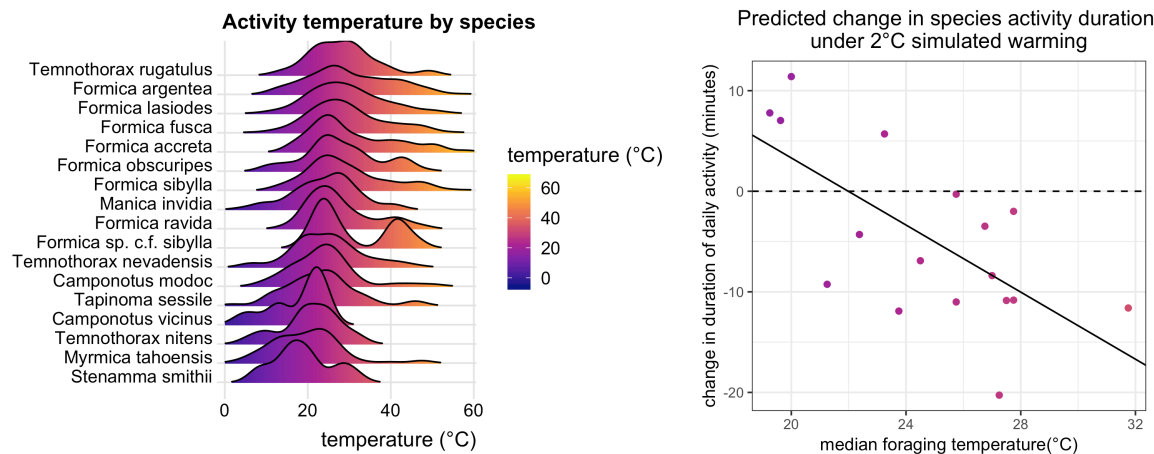 Activity temperature by species
Temnothorax rugatulus
Formica argentea
Formica lasiodes
Formica fusca
Formica accreta
Formica obscuripes
Formica sibylla
Manica invidia
Formica ravida
Formica sp. c.f. sibylla
Temnothorax nevadensis
Camponotus modoc
Tapinoma sessile
Camponotus vicinus
Temnothorax nitens
Myrmica tahoensis
Stenamma smithii
0 20 40 60
temperature (°C)
temperature (°C)
60
40
20
0
Predicted change in species activity duration
under 2°C simulated warming
change in duration of daily activity (minutes)
10
0
-10
-20
20 24 28 32
median foraging temperature(°C)